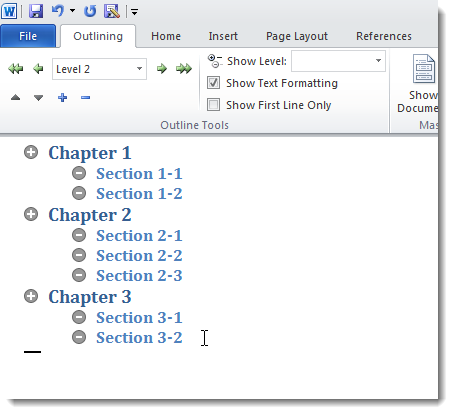 W
File Outlining Home Insert Page Layout References
Level 2 Show Level:
Show Text Formatting
Show First Line Only
Show
Outline Tools
Chapter 1
Section 1-1
Section 1-2
Chapter 2
Section 2-1
Section 2-2
Section 2-3
Chapter 3
Section 3-1
Section 3-2